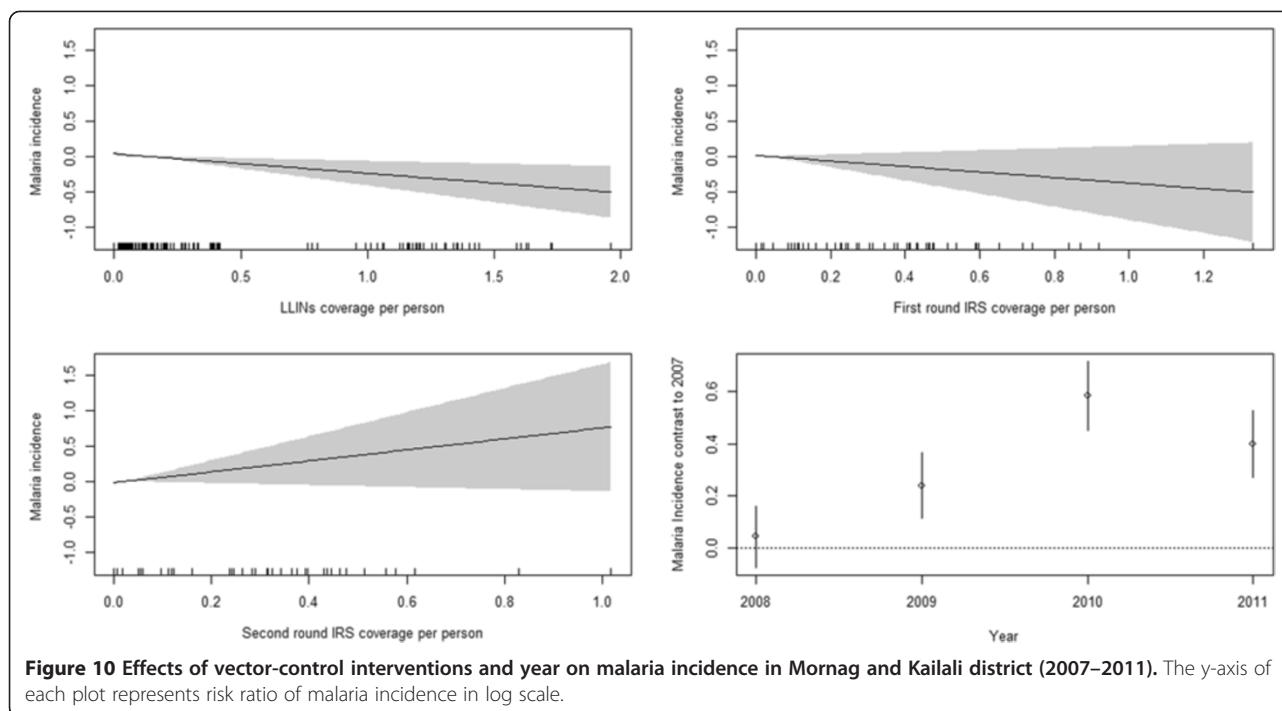 Malaria incidence
1.5
1.0
0.5
0.0
-0.5
-1.0
0.0 0.5 1.0 1.5 2.0
LLINs coverage per person
Malaria incidence
1.5
1.0
0.5
0.0
-0.5
-1.0
0.0 0.2 0.4 0.6 0.8 1.0 1.2
First round IRS coverage per person
Malaria incidence
1.5
1.0
0.5
0.0
-0.5
-1.0
0.0 0.2 0.4 0.6 0.8 1.0
Second round IRS coverage per person
Malaria Incidence contrast to 2007
0.6
0.4
0.2
0.0
2008 2009 2010 2011
Year
Figure 10 Effects of vector-control interventions and year on malaria incidence in Mornag and Kailali district (2007–2011). The y-axis of
each plot represents risk ratio of malaria incidence in log scale.